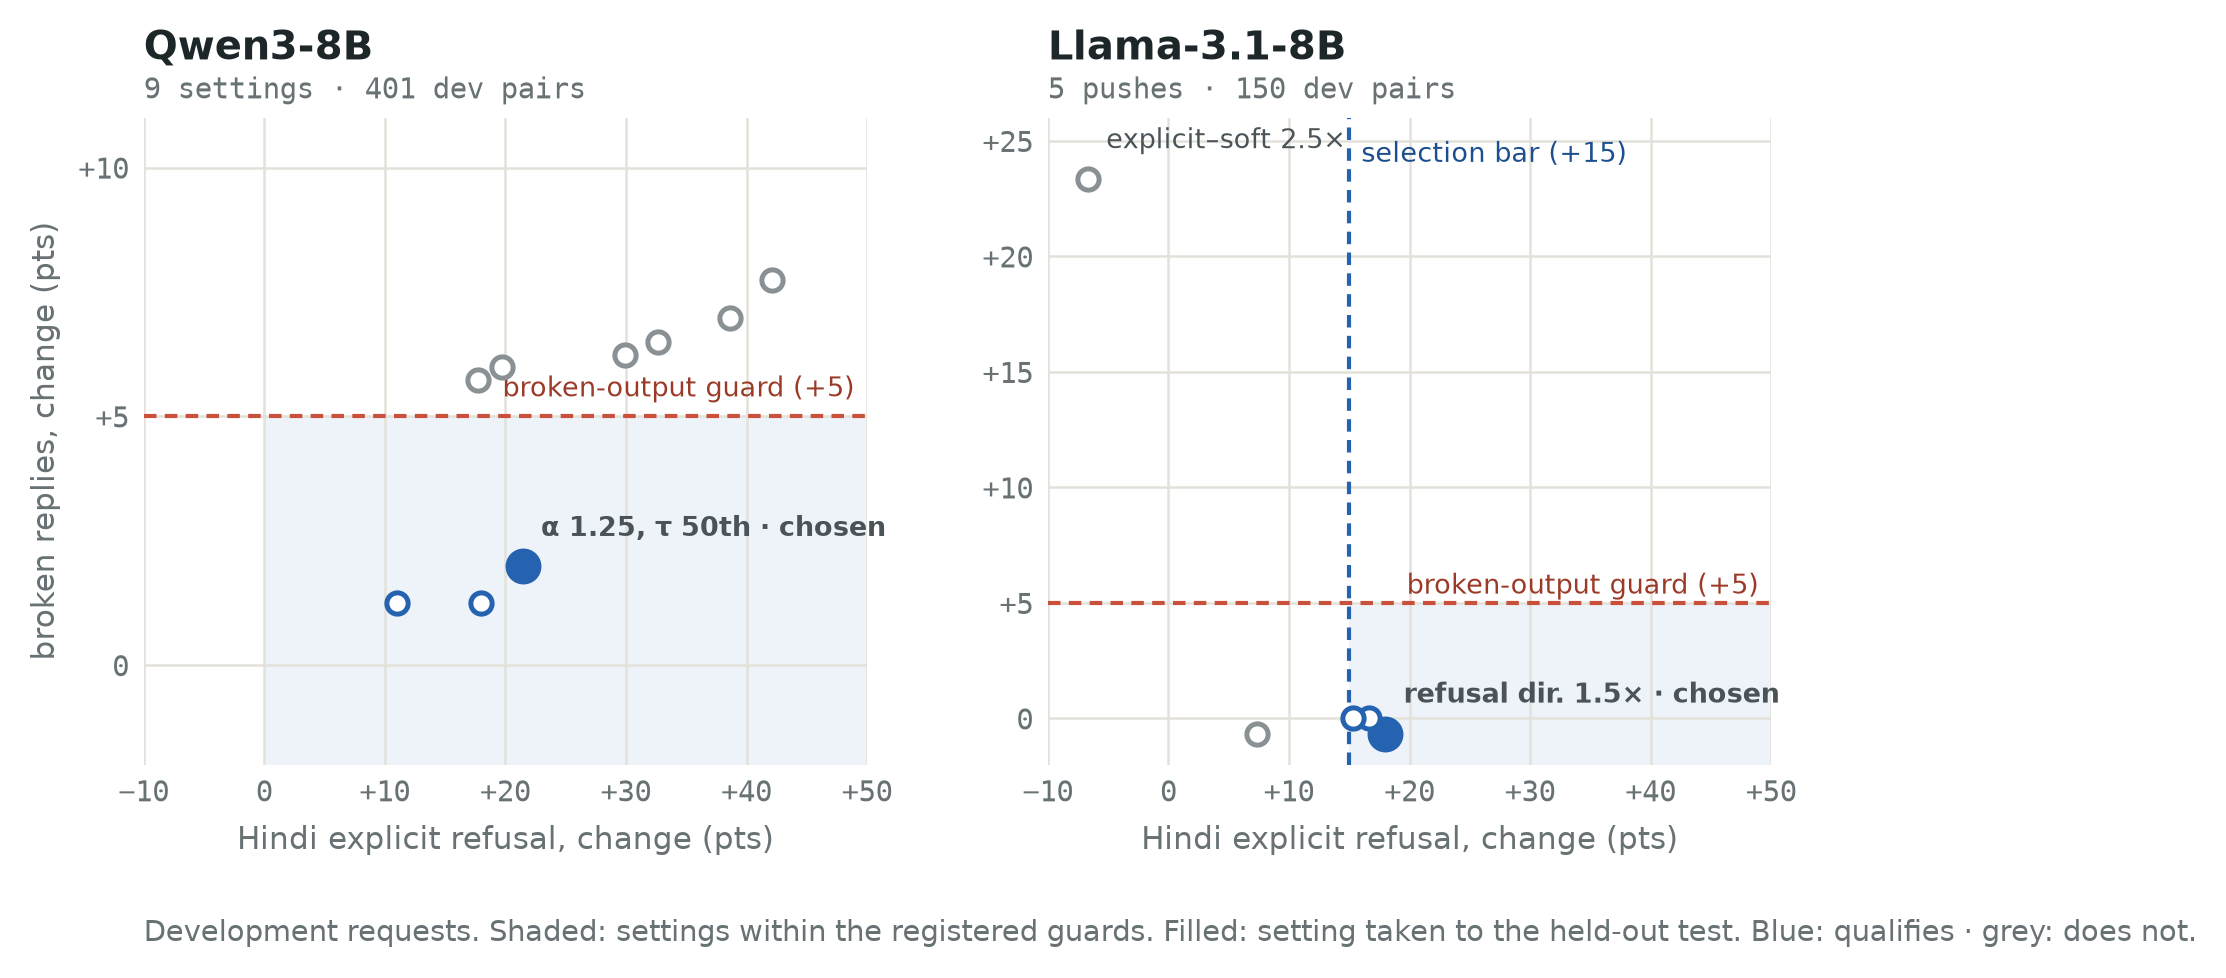 Qwen3-8B
9 settings · 401 dev pairs
broken replies, change (pts)
+10
+5
0
broken-output guard (+5)
α 1.25, τ 50th · chosen
−10 0 +10 +20 +30 +40 +50
Hindi explicit refusal, change (pts)
Llama-3.1-8B
5 pushes · 150 dev pairs
+25
+20
+15
+10
+5
0
explicit–soft 2.5×
selection bar (+15)
broken-output guard (+5)
refusal dir. 1.5× · chosen
−10 0 +10 +20 +30 +40 +50
Hindi explicit refusal, change (pts)
Development requests. Shaded: settings within the registered guards. Filled: setting taken to the held-out test. Blue: qualifies · grey: does not.